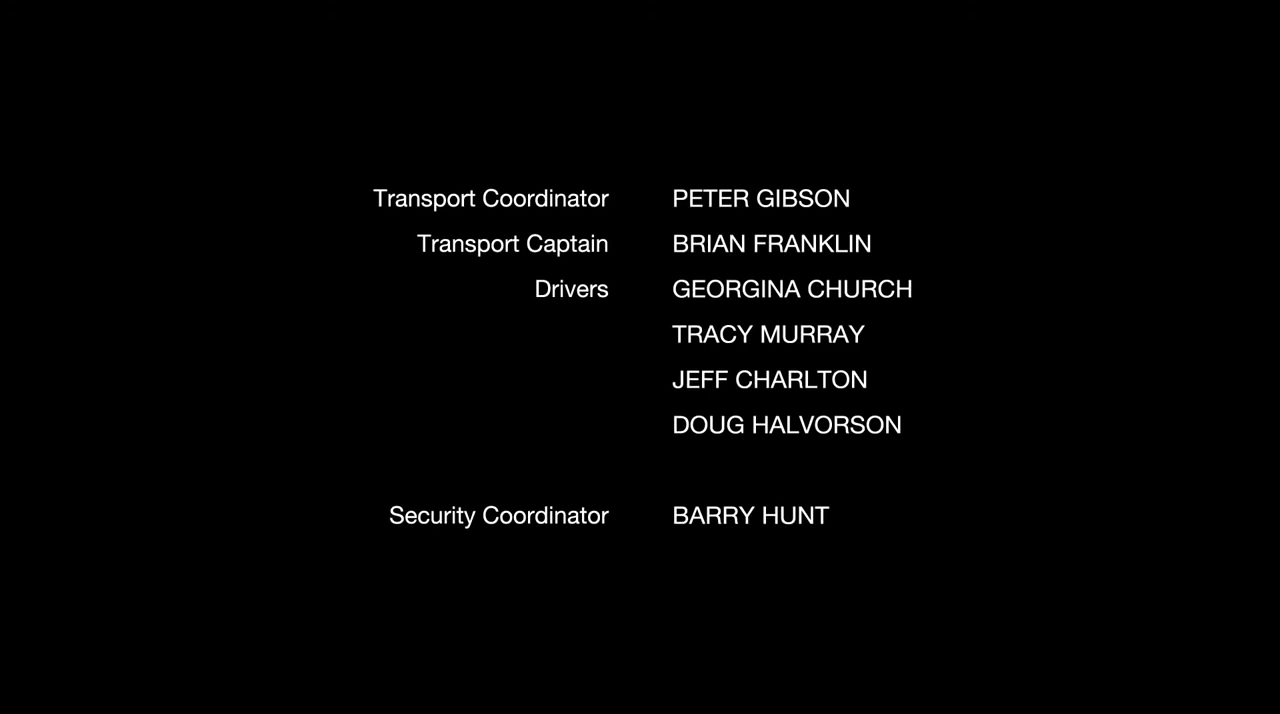 Transport Coordinator PETER GIBSON
Transport Captain BRIAN FRANKLIN
Drivers GEORGINA CHURCH
TRACY MURRAY
JEFF CHARLTON
DOUG HALVORSON
Security Coordinator BARRY HUNT